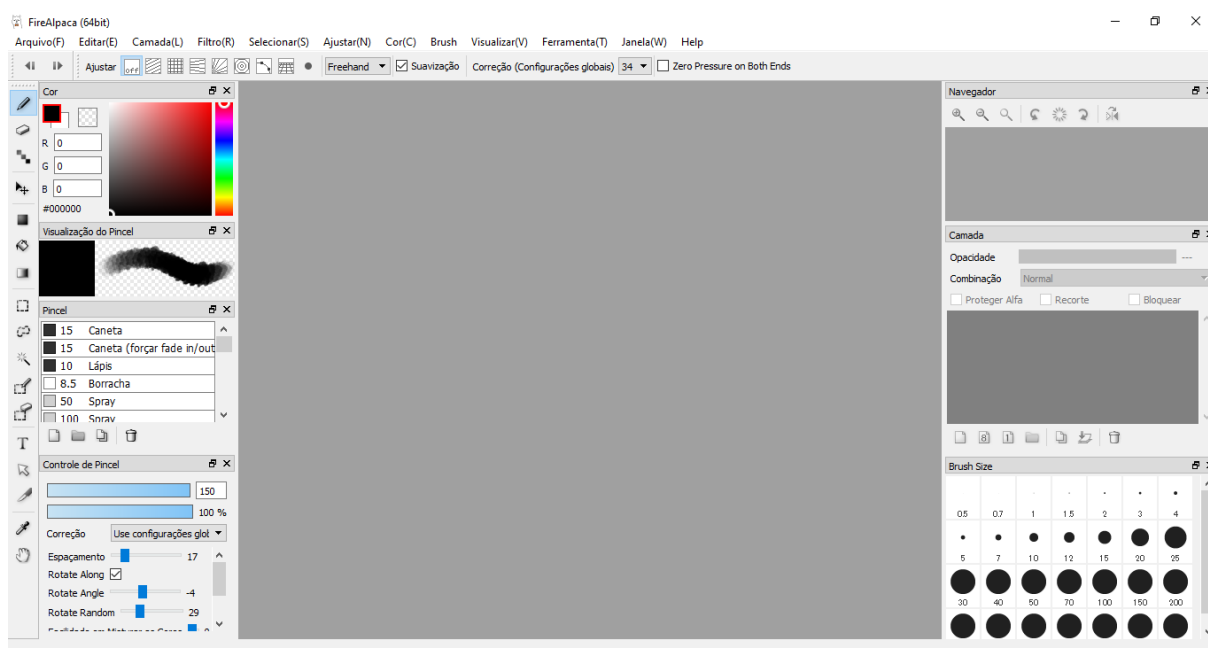 FireAlpaca (64bit)
Arquivo(F) Editar(E) Camada(L) Filtro(R) Selecionar(S) Ajustar(N) Cor(C) Brush Visualizar(V) Ferramenta(T) Janela(W) Help
Ajustar off Freehand Suavização Correção (Configurações globais) 34 Zero Pressure on Both Ends
Cor
R 0
G 0
B 0
#000000
Visualização do Pincel
Pincel
15 Caneta
15 Caneta (forçar fade in/out
10 Lápis
8.5 Borracha
50 Spray
100 Spray
T
Controle de Pincel
150
100 %
Correção Use configurações glob
Espaçamento 17
Rotate Along
Rotate Angle -4
Rotate Random 29
Navegador
Camada
Opacidade ---
Combinação Normal
Proteger Alfa Recorte Bloquear
8 1
Brush Size
0.5 0.7 1 1.5 2 3 4
5 7 10 12 15 20 25
30 40 50 70 100 150 200